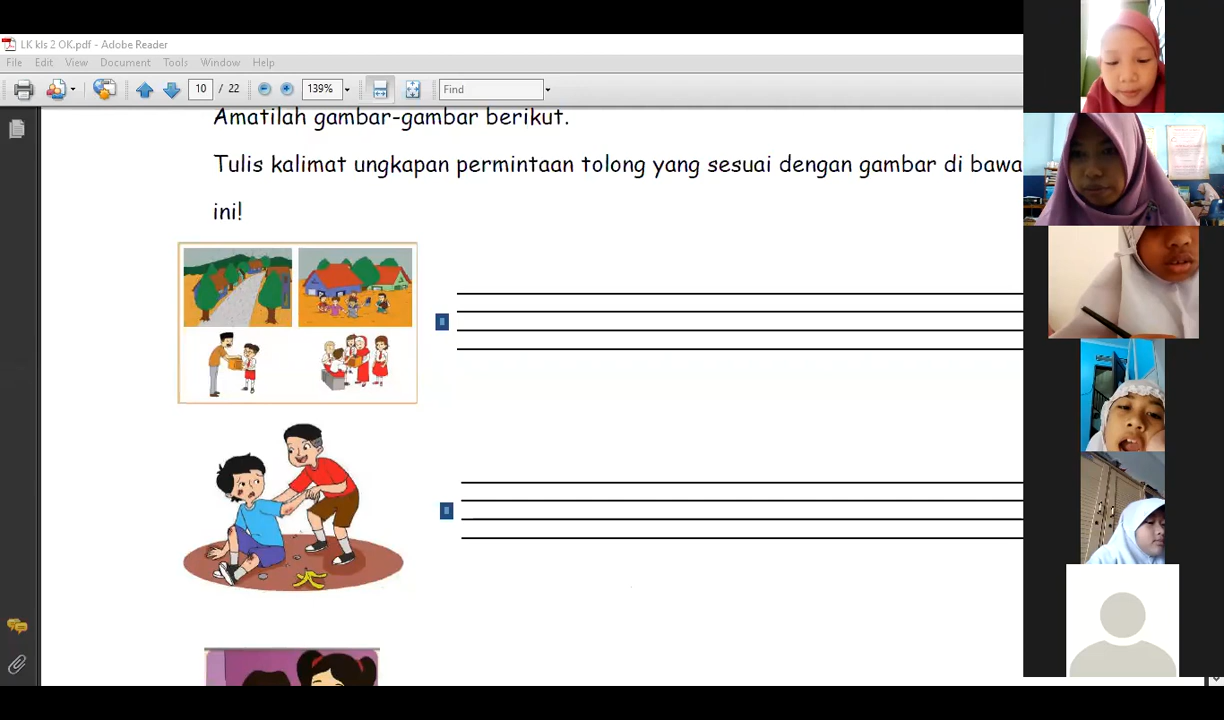 LK kls 2 OK.pdf - Adobe Reader
File Edit View Document Tools Window Help
10 / 22 139% Find
Amatilah gambar-gambar berikut.
Tulis kalimat ungkapan permintaan tolong yang sesuai dengan gambar di bawa
ini!